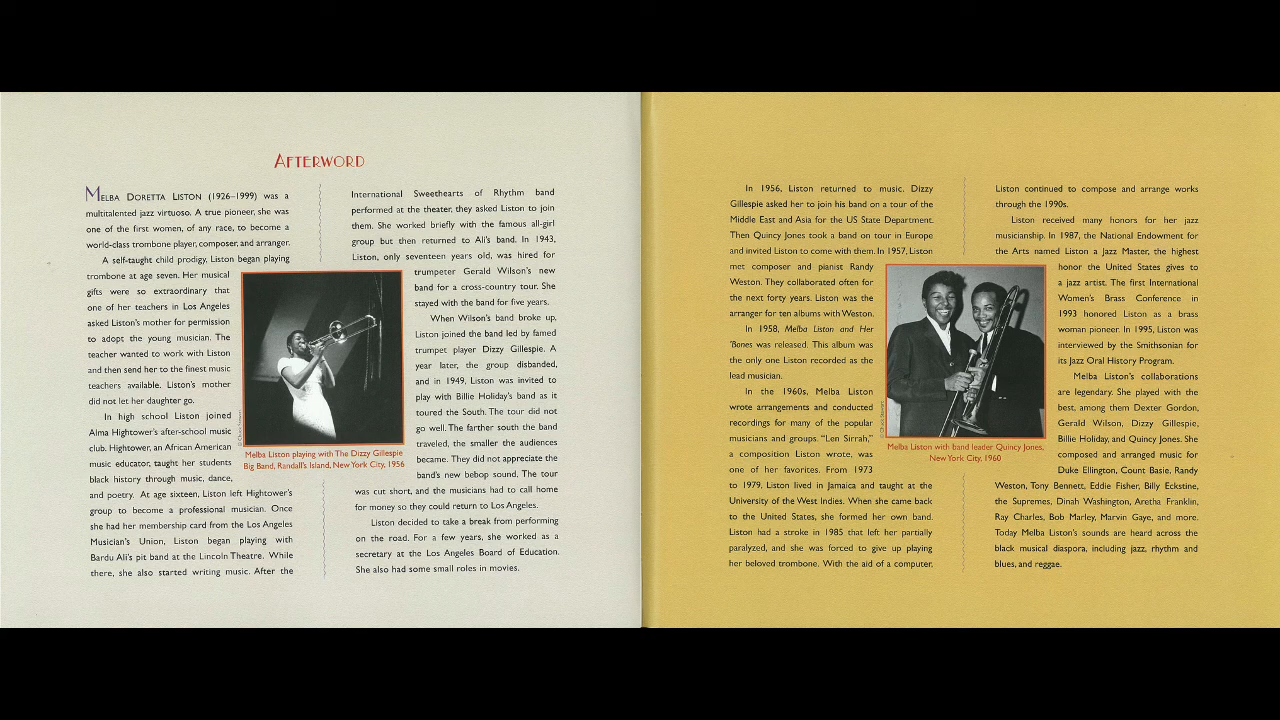 AFTERWORD
MELBA DORETTA LISTON (1926–1999) was a
multitalented jazz virtuoso. A true pioneer, she was
one of the first women, of any race, to become a
world-class trombone player, composer, and arranger.
A self-taught child prodigy, Liston began playing
trombone at age seven. Her musical
gifts were so extraordinary that
one of her teachers in Los Angeles
asked Liston's mother for permission
to adopt the young musician. The
teacher wanted to work with Liston
and then send her to the finest music
teachers available. Liston's mother
did not let her daughter go.
In high school Liston joined
Alma Hightower's after-school music
club. Hightower, an African American
music educator, taught her students
black history through music, dance,
and poetry. At age sixteen, Liston left Hightower's
group to become a professional musician. Once
she had her membership card from the Los Angeles
Musician's Union, Liston began playing with
Bardu Ali's pit band at the Lincoln Theatre. While
there, she also started writing music. After the
© Chuck Stewart
Melba Liston playing with The Dizzy Gillespie
Big Band, Randall's Island, New York City, 1956
International Sweethearts of Rhythm band
performed at the theater, they asked Liston to join
them. She worked briefly with the famous all-girl
group but then returned to Ali's band. In 1943,
Liston, only seventeen years old, was hired for
trumpeter Gerald Wilson's new
band for a cross-country tour. She
stayed with the band for five years.
When Wilson's band broke up,
Liston joined the band led by famed
trumpet player Dizzy Gillespie. A
year later, the group disbanded,
and in 1949, Liston was invited to
play with Billie Holiday's band as it
toured the South. The tour did not
go well. The farther south the band
traveled, the smaller the audiences
became. They did not appreciate the
band's new bebop sound. The tour
was cut short, and the musicians had to call home
for money so they could return to Los Angeles.
Liston decided to take a break from performing
on the road. For a few years, she worked as a
secretary at the Los Angeles Board of Education.
She also had some small roles in movies.
In 1956, Liston returned to music. Dizzy
Gillespie asked her to join his band on a tour of the
Middle East and Asia for the US State Department.
Then Quincy Jones took a band on tour in Europe
and invited Liston to come with them. In 1957, Liston
met composer and pianist Randy
Weston. They collaborated often for
the next forty years. Liston was the
arranger for ten albums with Weston.
In 1958, Melba Liston and Her
'Bones was released. This album was
the only one Liston recorded as the
lead musician.
In the 1960s, Melba Liston
wrote arrangements and conducted
recordings for many of the popular
musicians and groups. "Len Sirrah,"
a composition Liston wrote, was
one of her favorites. From 1973
to 1979, Liston lived in Jamaica and taught at the
University of the West Indies. When she came back
to the United States, she formed her own band.
Liston had a stroke in 1985 that left her partially
paralyzed, and she was forced to give up playing
her beloved trombone. With the aid of a computer,
© Chuck Stewart
Melba Liston with band leader Quincy Jones,
New York City, 1960
Liston continued to compose and arrange works
through the 1990s.
Liston received many honors for her jazz
musicianship. In 1987, the National Endowment for
the Arts named Liston a Jazz Master, the highest
honor the United States gives to
a jazz artist. The first International
Women's Brass Conference in
1993 honored Liston as a brass
woman pioneer. In 1995, Liston was
interviewed by the Smithsonian for
its Jazz Oral History Program.
Melba Liston's collaborations
are legendary. She played with the
best, among them Dexter Gordon,
Gerald Wilson, Dizzy Gillespie,
Billie Holiday, and Quincy Jones. She
composed and arranged music for
Duke Ellington, Count Basie, Randy
Weston, Tony Bennett, Eddie Fisher, Billy Eckstine,
the Supremes, Dinah Washington, Aretha Franklin,
Ray Charles, Bob Marley, Marvin Gaye, and more.
Today Melba Liston's sounds are heard across the
black musical diaspora, including jazz, rhythm and
blues, and reggae.